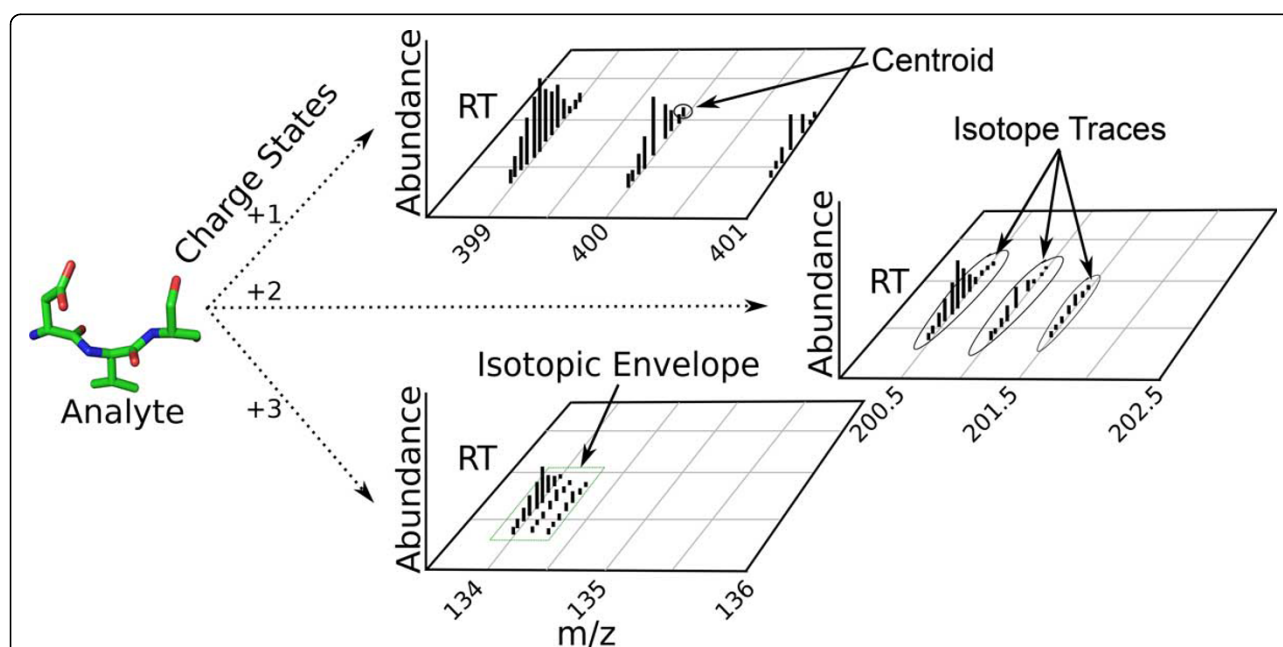 Charge States
+1
+2
+3
Analyte
Abundance
RT
399
400
401
Centroid
Isotope Traces
Abundance
RT
200.5
201.5
202.5
Isotopic Envelope
Abundance
RT
134
135
136
m/z